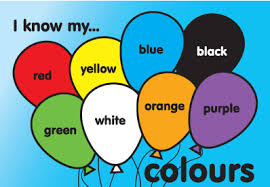 I know my...
blue
black
yellow
red
orange
purple
white
green
colours